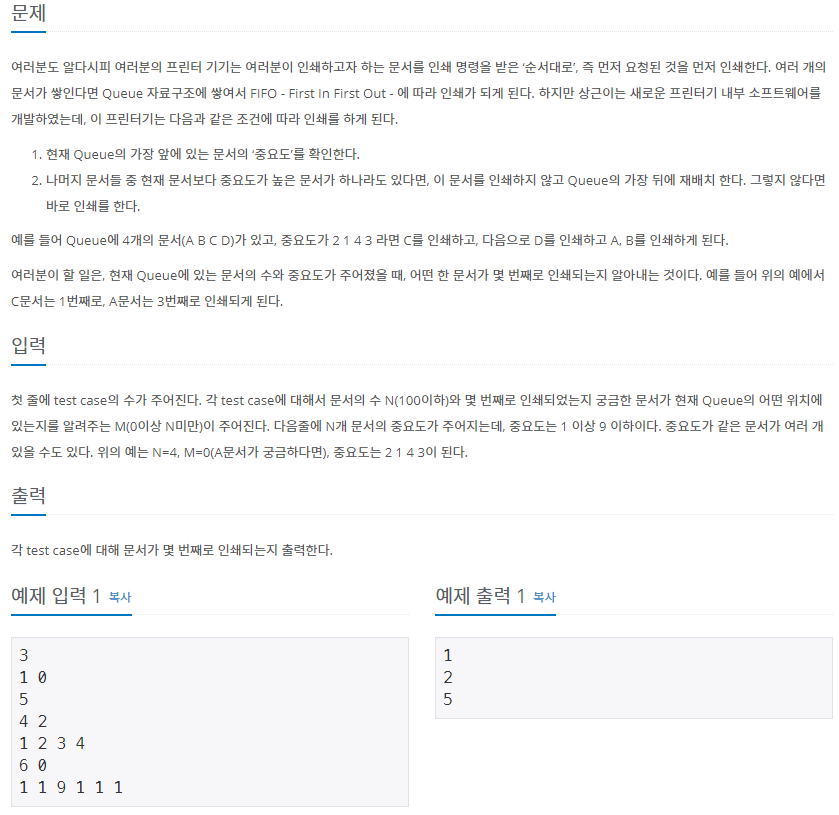 문제
여러분도 알다시피 여러분의 프린터 기기는 여러분이 인쇄하고자 하는 문서를 인쇄 명령을 받은 ‘순서대로’, 즉 먼저 요청된 것을 먼저 인쇄한다. 여러 개의
문서가 쌓인다면 Queue 자료구조에 쌓여서 FIFO - First In First Out - 에 따라 인쇄가 되게 된다. 하지만 상근이는 새로운 프린터기 내부 소프트웨어를
개발하였는데, 이 프린터기는 다음과 같은 조건에 따라 인쇄를 하게 된다.
1. 현재 Queue의 가장 앞에 있는 문서의 ‘중요도’를 확인한다.
2. 나머지 문서들 중 현재 문서보다 중요도가 높은 문서가 하나라도 있다면, 이 문서를 인쇄하지 않고 Queue의 가장 뒤에 재배치 한다. 그렇지 않다면
바로 인쇄를 한다.
예를 들어 Queue에 4개의 문서(A B C D)가 있고, 중요도가 2 1 4 3 라면 C를 인쇄하고, 다음으로 D를 인쇄하고 A, B를 인쇄하게 된다.
여러분이 할 일은, 현재 Queue에 있는 문서의 수와 중요도가 주어졌을 때, 어떤 한 문서가 몇 번째로 인쇄되는지 알아내는 것이다. 예를 들어 위의 예에서
C문서는 1번째로, A문서는 3번째로 인쇄되게 된다.
입력
첫 줄에 test case의 수가 주어진다. 각 test case에 대해서 문서의 수 N(100이하)와 몇 번째로 인쇄되었는지 궁금한 문서가 현재 Queue의 어떤 위치에
있는지를 알려주는 M(0이상 N미만)이 주어진다. 다음줄에 N개 문서의 중요도가 주어지는데, 중요도는 1 이상 9 이하이다. 중요도가 같은 문서가 여러 개
있을 수도 있다. 위의 예는 N=4, M=0(A문서가 궁금하다면), 중요도는 2 1 4 3이 된다.
출력
각 test case에 대해 문서가 몇 번째로 인쇄되는지 출력한다.
예제 입력 1 복사
3
1 0
5
4 2
1 2 3 4
6 0
1 1 9 1 1 1
예제 출력 1 복사
1
2
5